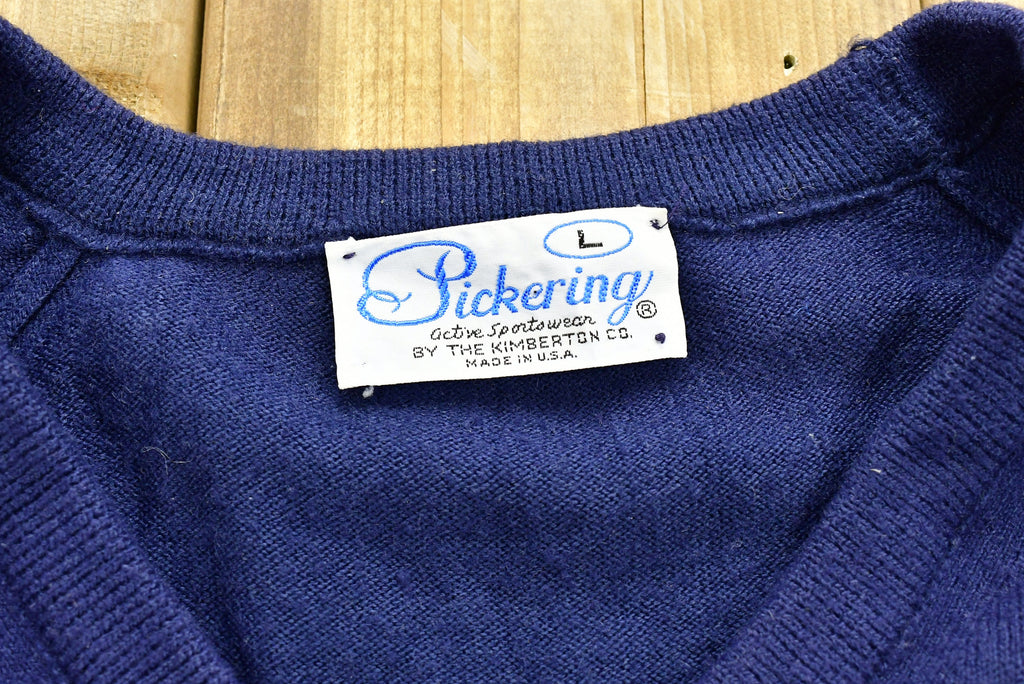 L
Pickering®
active sportswear
BY THE KIMBERTON CO.
MADE IN U.S.A.